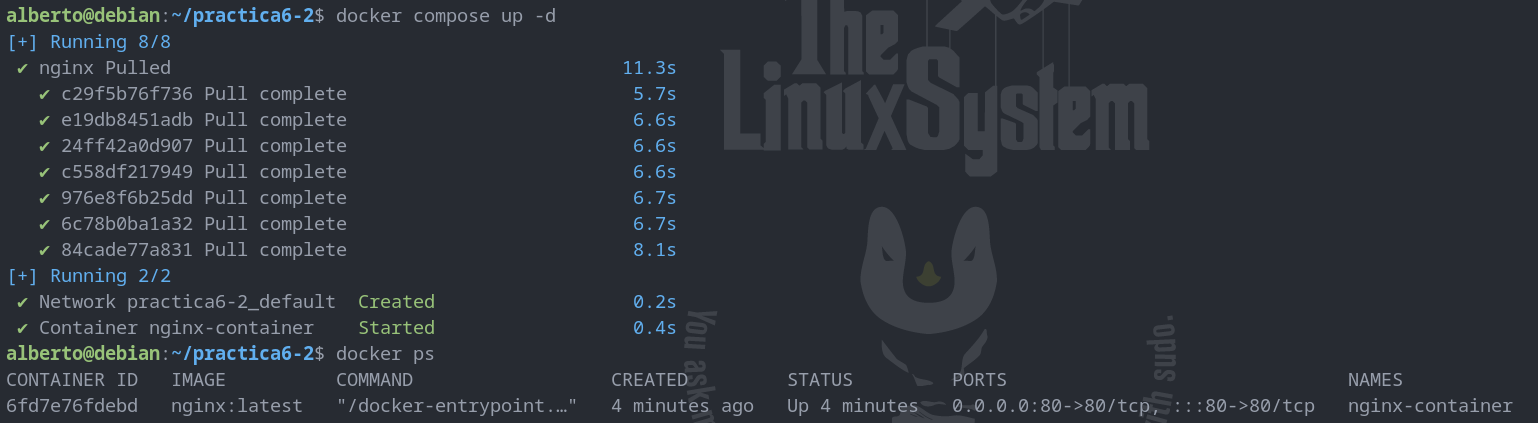 alberto@debian:~/practica6-2$ docker compose up -d
[+] Running 8/8
✔ nginx Pulled 11.3s
✔ c29f5b76f736 Pull complete 5.7s
✔ e19db8451adb Pull complete 6.6s
✔ 24ff42a0d907 Pull complete 6.6s
✔ c558df217949 Pull complete 6.6s
✔ 976e8f6b25dd Pull complete 6.7s
✔ 6c78b0ba1a32 Pull complete 6.7s
✔ 84cade77a831 Pull complete 8.1s
[+] Running 2/2
✔ Network practica6-2_default Created 0.2s
✔ Container nginx-container Started 0.4s
alberto@debian:~/practica6-2$ docker ps
CONTAINER ID IMAGE COMMAND CREATED STATUS PORTS NAMES
6fd7e76fdebd nginx:latest "/docker-entrypoint.…" 4 minutes ago Up 4 minutes 0.0.0.0:80->80/tcp, :::80->80/tcp nginx-container
The
LinuxSystem
You ask
sudo.